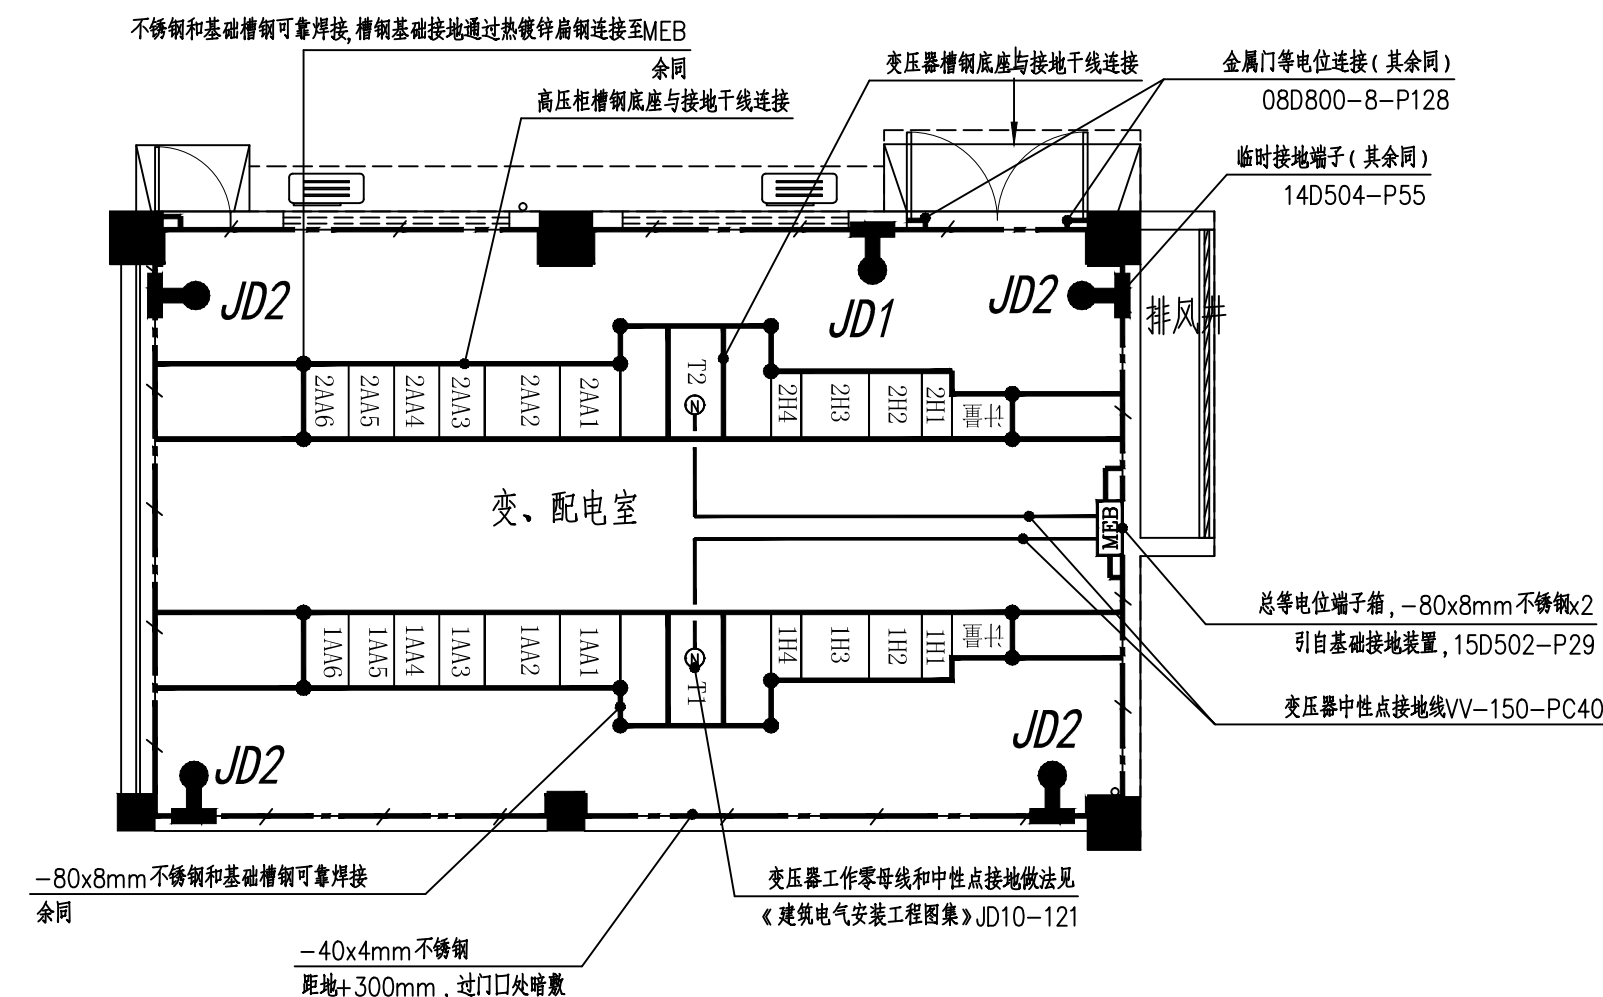 不锈钢和基础槽钢可靠焊接,槽钢基础接地通过热镀锌扁钢连接至MEB
余同
高压柜槽钢底座与接地干线连接
变压器槽钢底座与接地干线连接
金属门等电位连接(其余同)
08D800-8-P128
临时接地端子(其余同)
14D504-P55
JD2
JD1
JD2
排风井
2AA6
2AA5
2AA4
2AA3
2AA2
2AA1
T2
N
2H4
2H3
2H2
2H1
计量
变、配电室
MEB
1AA6
1AA5
1AA4
1AA3
1AA2
1AA1
N
T1
1H4
1H3
1H2
1H1
计量
总等电位端子箱,-80x8mm不锈钢x2
引自基础接地装置,15D502-P29
变压器中性点接地线VV-150-PC40
JD2
JD2
-80x8mm不锈钢和基础槽钢可靠焊接
余同
变压器工作零母线和中性点接地做法见
《建筑电气安装工程图集》JD10-121
-40x4mm不锈钢
距地+300mm,过门口处暗敷